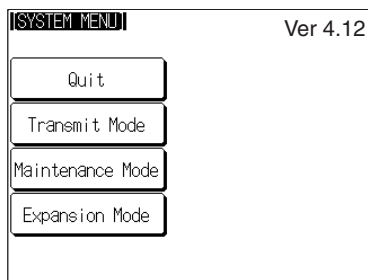 SYSTEM MENU
Ver 4.12
Quit
Transmit Mode
Maintenance Mode
Expansion Mode